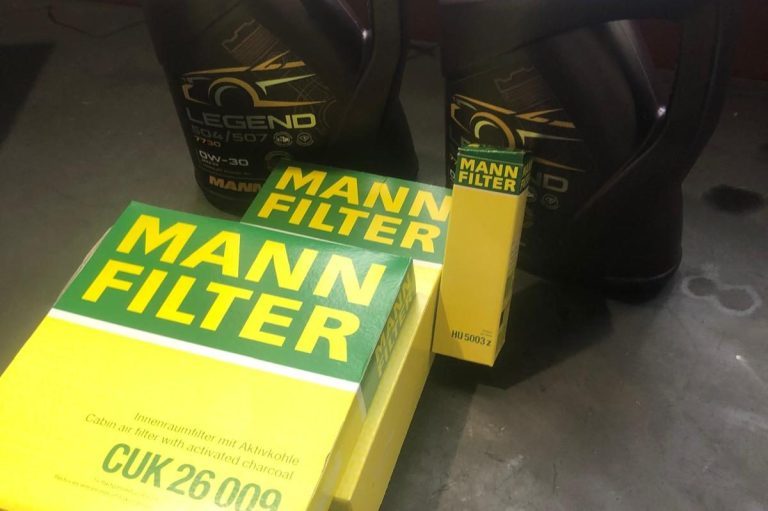 LEGEND
504/507
7730
0W-30
MANN
MANN
FILTER
MANN
FILTER
HU 5003 z
MANN
FILTER
Innenraumfilter mit Aktivkohle
Cabin air filter with activated charcoal
CUK 26 009